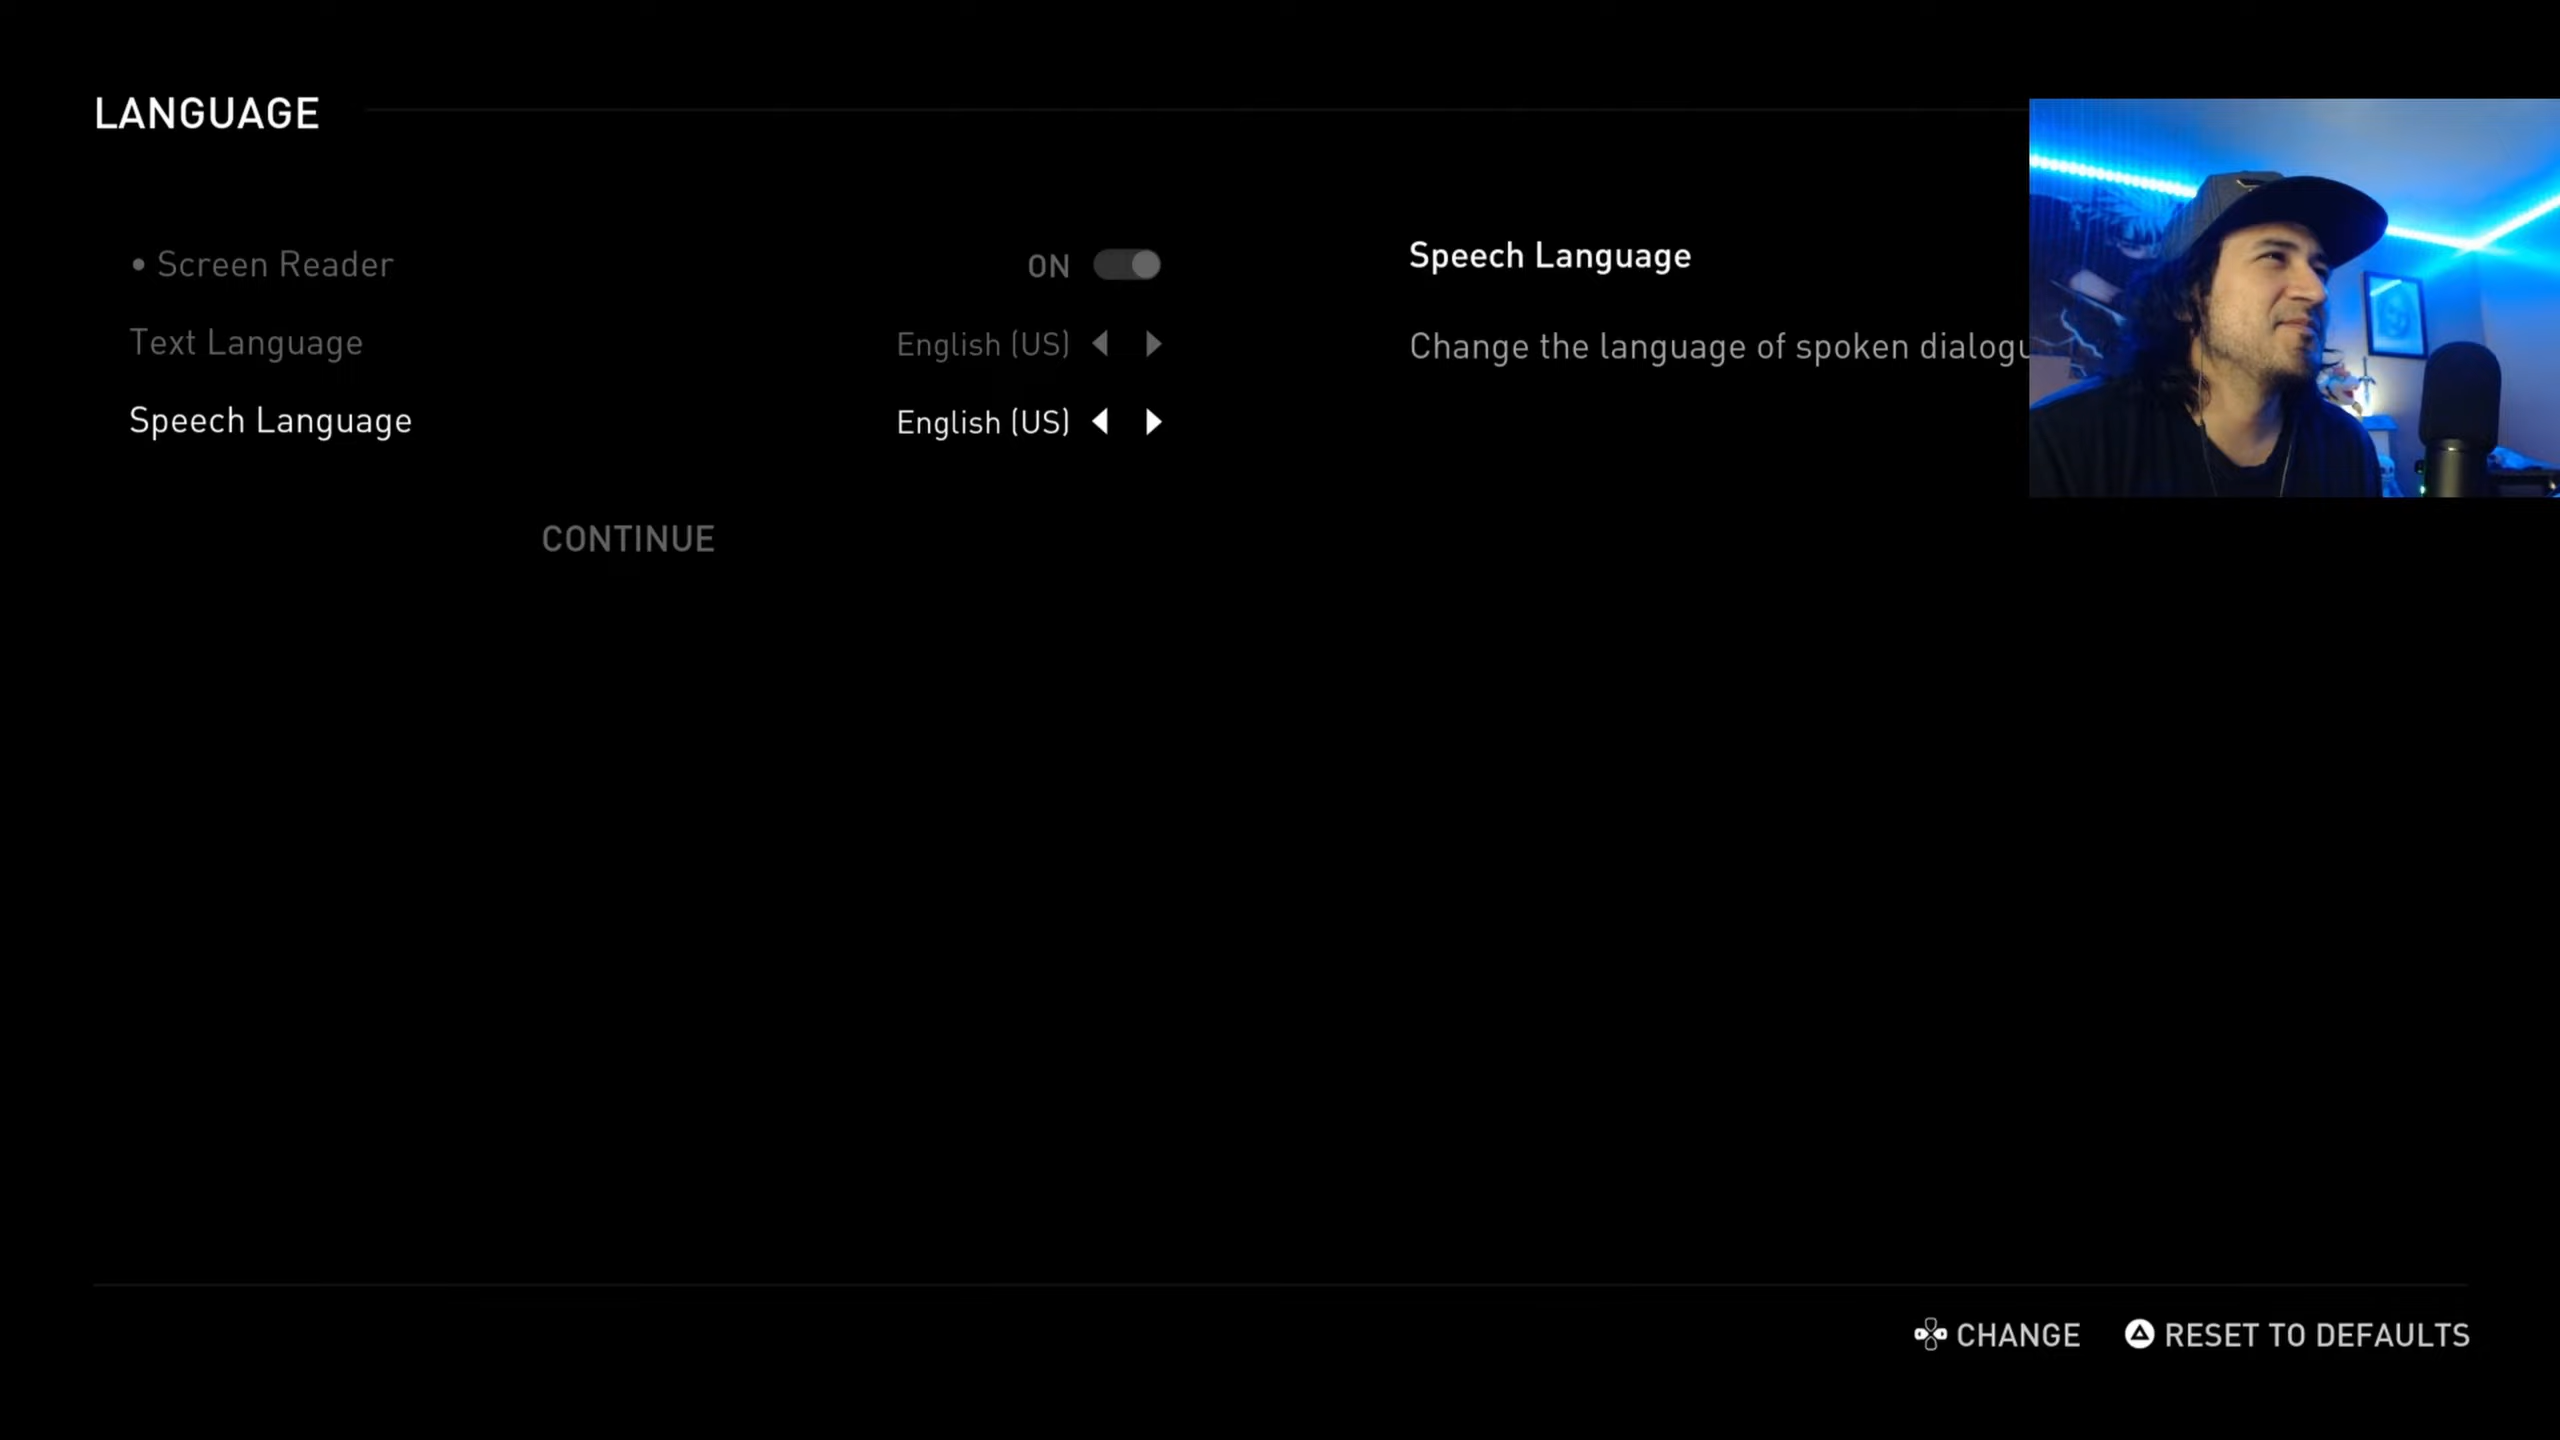 LANGUAGE
• Screen Reader ON
Text Language English (US)
Speech Language English (US)
CONTINUE
Speech Language
Change the language of spoken
CHANGE RESET TO DEFAULTS